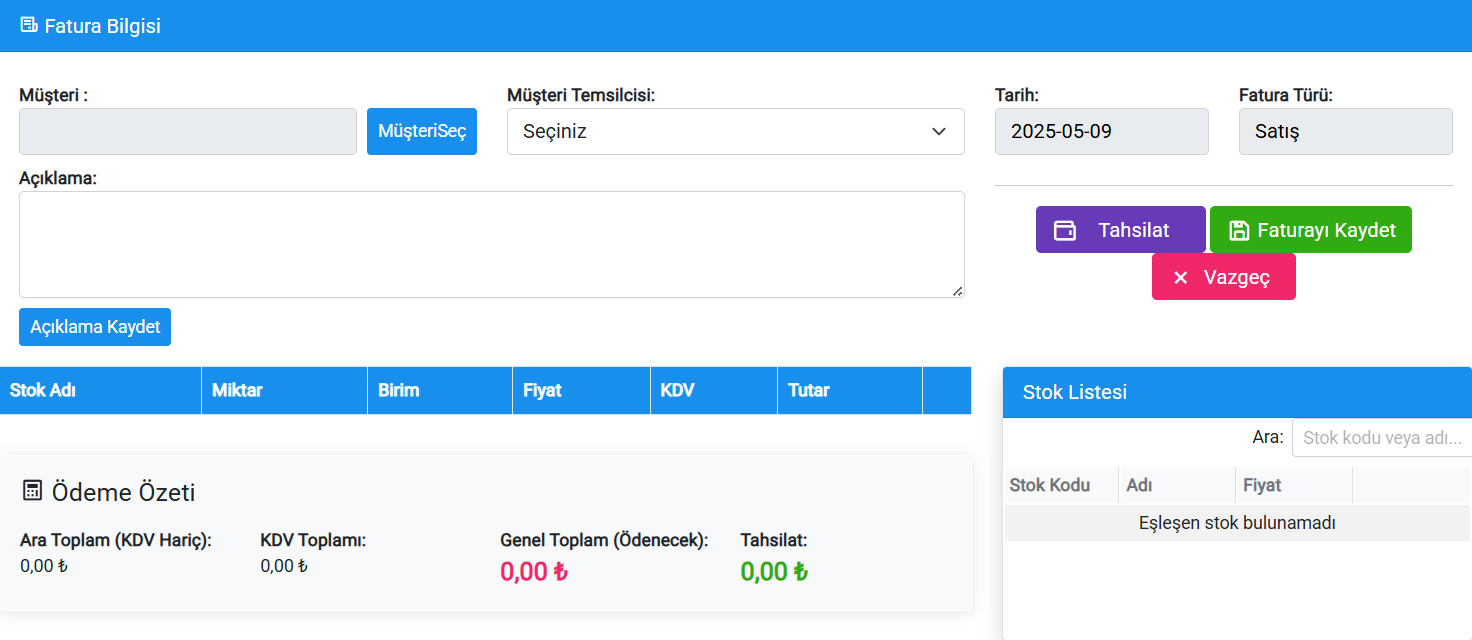 Fatura Bilgisi
Müşteri :
MüşteriSeç
Müşteri Temsilcisi:
Seçiniz
Tarih:
2025-05-09
Fatura Türü:
Satış
Açıklama:
Açıklama Kaydet
Tahsilat
Faturayı Kaydet
Vazgeç
Stok Adı Miktar Birim Fiyat KDV Tutar
Ödeme Özeti
Ara Toplam (KDV Hariç):
0,00 ₺
KDV Toplamı:
0,00 ₺
Genel Toplam (Ödenecek):
0,00 ₺
Tahsilat:
0,00 ₺
Stok Listesi
Ara: Stok kodu veya adı...
Stok Kodu Adı Fiyat
Eşleşen stok bulunamadı